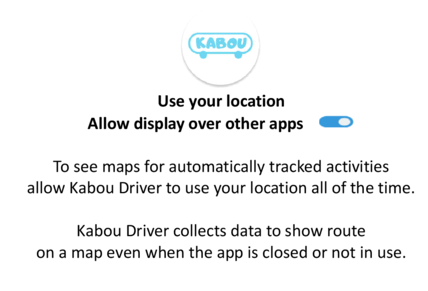 KABOU
Use your location
Allow display over other apps
To see maps for automatically tracked activities
allow Kabou Driver to use your location all of the time.
Kabou Driver collects data to show route
on a map even when the app is closed or not in use.